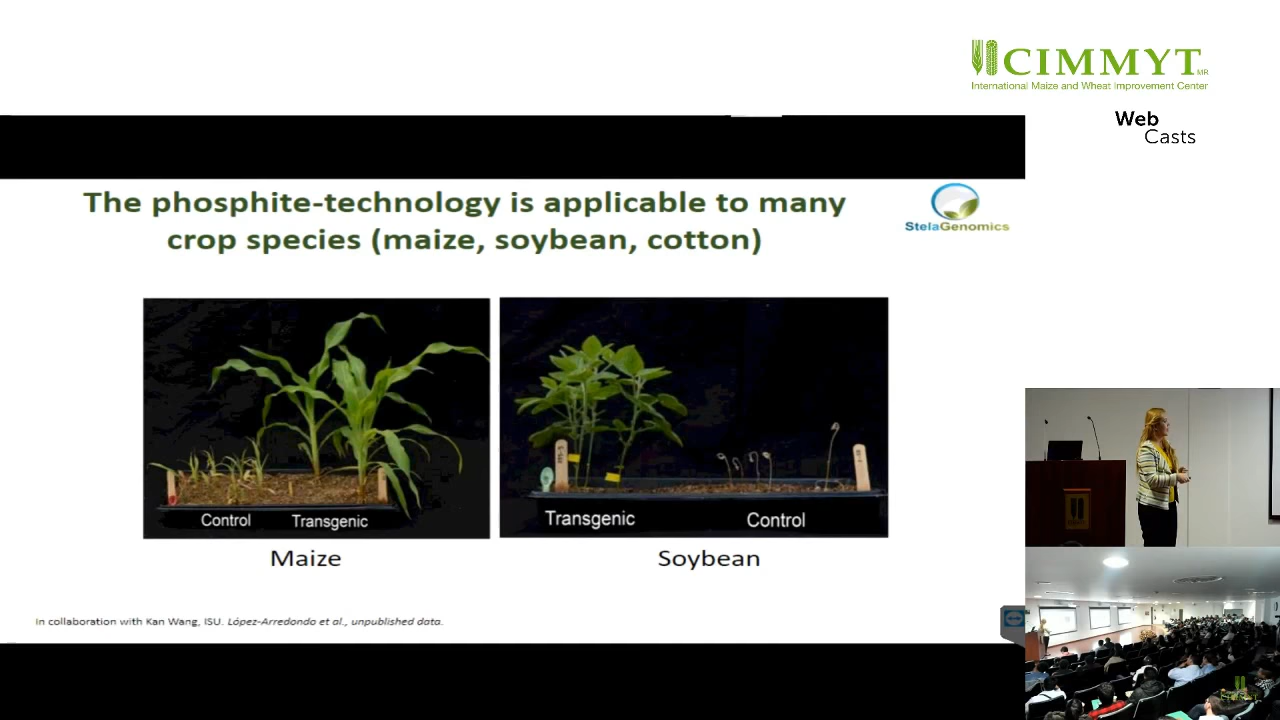 CIMMYT MR
International Maize and Wheat Improvement Center
Web
Casts
The phosphite-technology is applicable to many
crop species (maize, soybean, cotton)
StelaGenomics
Control Transgenic
Transgenic Control
Maize Soybean
In collaboration with Kan Wang, ISU. López-Arredondo et al., unpublished data.